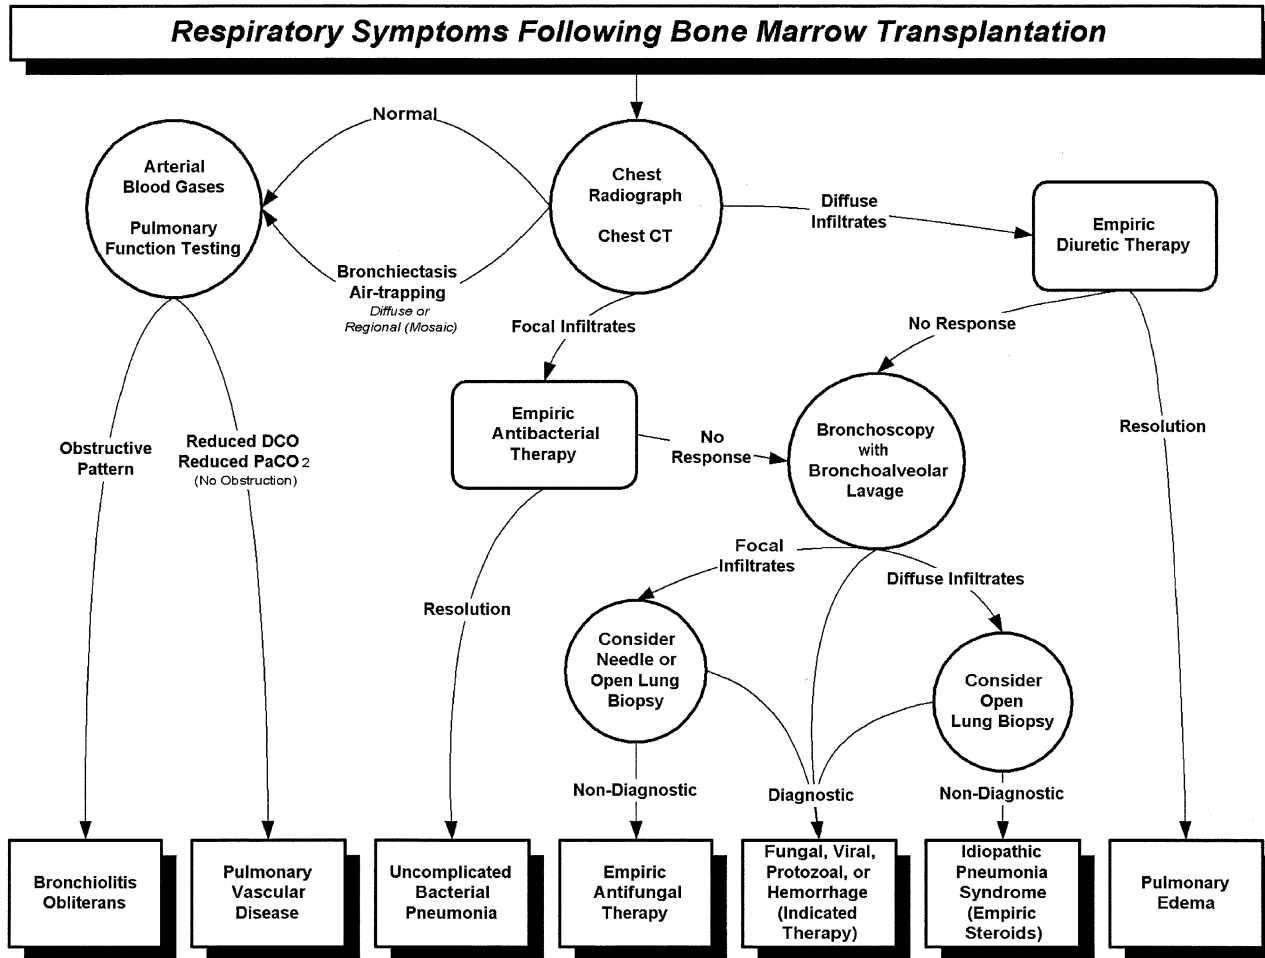 Respiratory Symptoms Following Bone Marrow Transplantation
Normal
Arterial
Blood Gases
Pulmonary
Function Testing
Chest
Radiograph
Chest CT
Diffuse
Infiltrates
Empiric
Diuretic Therapy
Bronchiectasis
Air-trapping
Diffuse or
Regional (Mosaic)
Focal Infiltrates
No Response
Empiric
Antibacterial
Therapy
No
Response
Bronchoscopy
with
Bronchoalveolar
Lavage
Resolution
Obstructive
Pattern
Reduced DCO
Reduced PaCO2
(No Obstruction)
Focal
Infiltrates
Diffuse Infiltrates
Resolution
Consider
Needle or
Open Lung
Biopsy
Consider
Open
Lung Biopsy
Non-Diagnostic
Diagnostic
Non-Diagnostic
Bronchiolitis
Obliterans
Pulmonary
Vascular
Disease
Uncomplicated
Bacterial
Pneumonia
Empiric
Antifungal
Therapy
Fungal, Viral,
Protozoal, or
Hemorrhage
(Indicated
Therapy)
Idiopathic
Pneumonia
Syndrome
(Empiric
Steroids)
Pulmonary
Edema